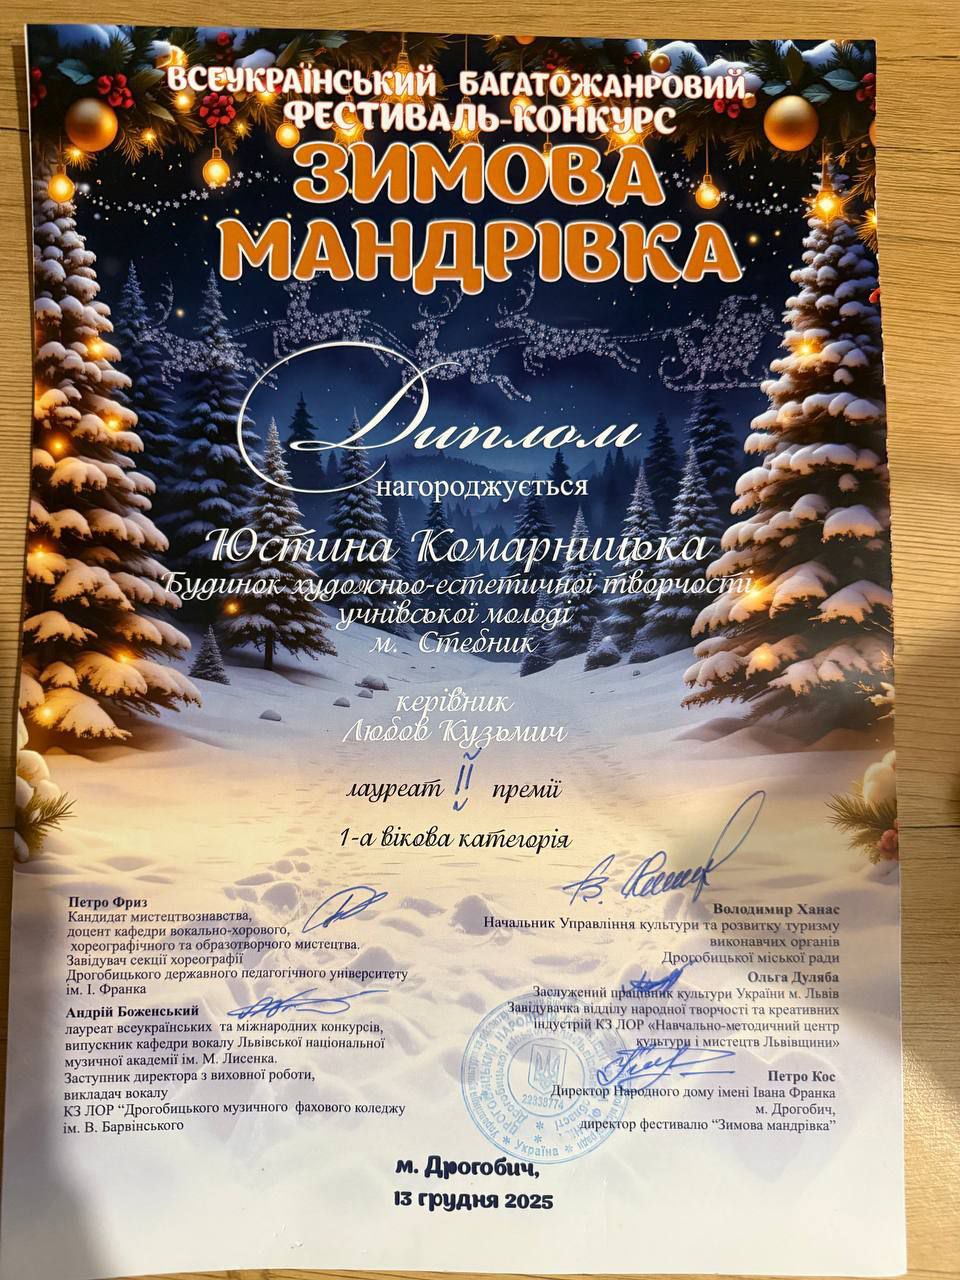 ВСЕУКРАЇНСЬКИЙ БАГАТОЖАНРОВИЙ
ФЕСТИВАЛЬ-КОНКУРС
ЗИМОВА
МАНДРІВКА
Диплом
нагороджується
Юстина Комарницька
Будинок художньо-естетичної творчості
учнівської молоді
м. Стебник
керівник
Любов Кузьмич
лауреат II премії
1-а вікова категорія
Петро Фриз
Кандидат мистецтвознавства,
доцент кафедри вокально-хорового,
хореографічного та образотворчого мистецтва.
Завідувач секції хореографії
Дрогобицького державного педагогічного університету
ім. І. Франка
Андрій Боженський
лауреат всеукраїнських та міжнародних конкурсів,
випускник кафедри вокалу Львівської національної
музичної академії ім. М. Лисенка.
Заступник директора з виховної роботи,
викладач вокалу
КЗ ЛОР “Дрогобицького музичного фахового коледжу
ім. В. Барвінського
Володимир Ханас
Начальник Управління культури та розвитку туризму
виконавчих органів
Дрогобицької міської ради
Ольга Дуляба
Заслужений працівник культури України м. Львів
Завідувачка відділу народної творчості та креативних
індустрій КЗ ЛОР «Навчально-методичний центр
культури і мистецтв Львівщини»
Петро Кос
Директор Народного дому імені Івана Франка
м. Дрогобич,
директор фестивалю “Зимова мандрівка”
22338774
Україна
м. Дрогобич,
13 грудня 2025